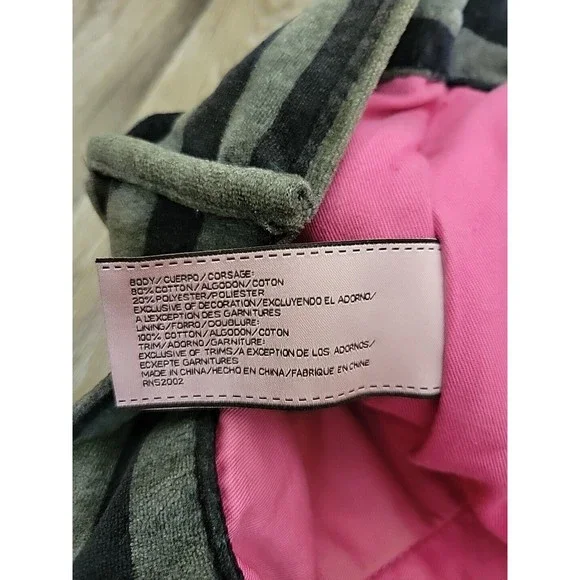 BODY/CUERPO/CORSAGE:
80% COTTON/ALGODON/COTON
20% POLYESTER/POLIESTER
EXCLUSIVE OF DECORATION/EXCLUYENDO EL ADORNO/
A LEXCEPTION DES GARNITURES
LINING/FORRO/DOUBLURE:
100% COTTON/ALGODON/COTON
TRIM/ADORNO/GARNITURE:
EXCLUSIVE OF TRIMS/A EXCEPTION DE LOS ADORNOS/
ECXEPTE GARNITURES
MADE IN CHINA/HECHO EN CHINA/FABRIQUE EN CHINE
RN52002